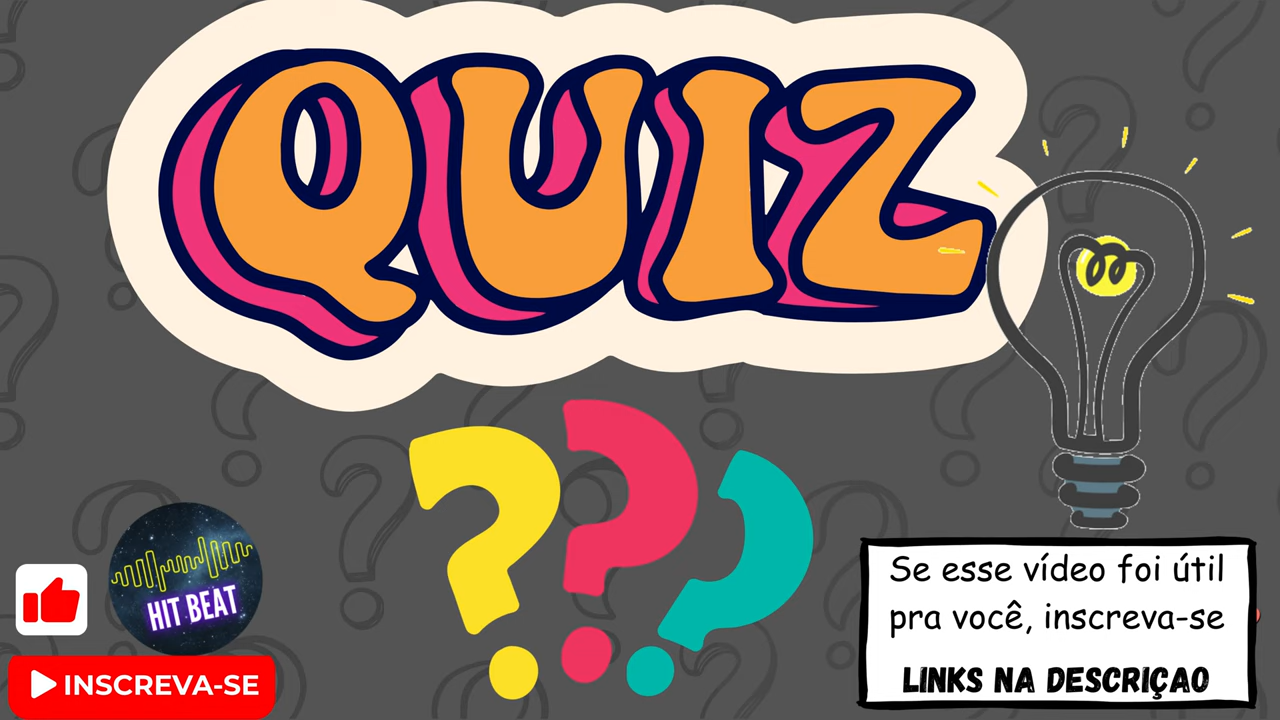 QUIZ
???
HIT BEAT
INSCREVA-SE
Se esse vídeo foi útil
pra você, inscreva-se
LINKS NA DESCRIÇAO